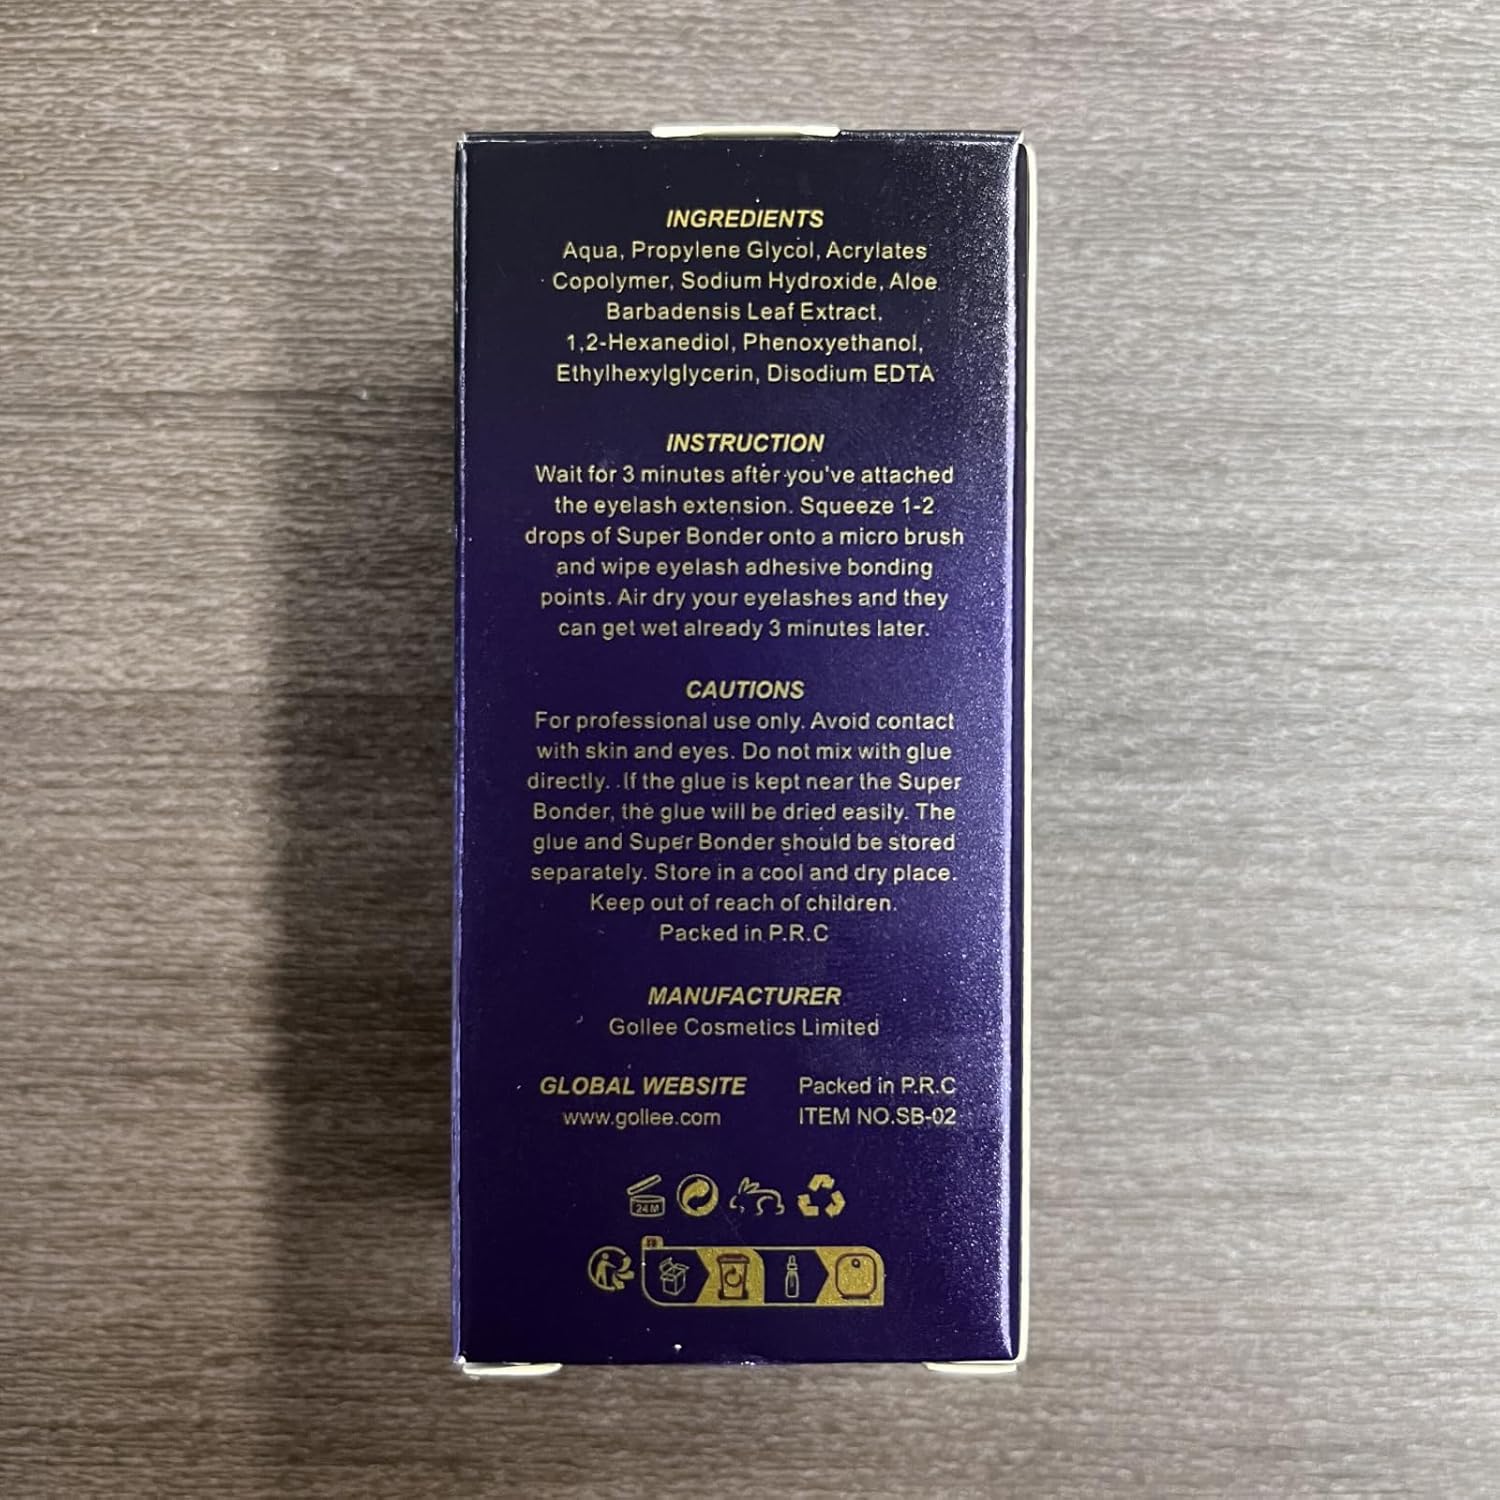 INGREDIENTS
Aqua, Propylene Glycol, Acrylates
Copolymer, Sodium Hydroxide, Aloe
Barbadensis Leaf Extract,
1,2-Hexanediol, Phenoxyethanol,
Ethylhexylglycerin, Disodium EDTA
INSTRUCTION
Wait for 3 minutes after you've attached
the eyelash extension. Squeeze 1-2
drops of Super Bonder onto a micro brush
and wipe eyelash adhesive bonding
points. Air dry your eyelashes and they
can get wet already 3 minutes later.
CAUTIONS
For professional use only. Avoid contact
with skin and eyes. Do not mix with glue
directly. .If the glue is kept near the Super
Bonder, the glue will be dried easily. The
glue and Super Bonder should be stored
separately. Store in a cool and dry place.
Keep out of reach of children.
Packed in P.R.C
MANUFACTURER
Gollee Cosmetics Limited
GLOBAL WEBSITE
www.gollee.com
Packed in P.R.C
ITEM NO.SB-02
24M